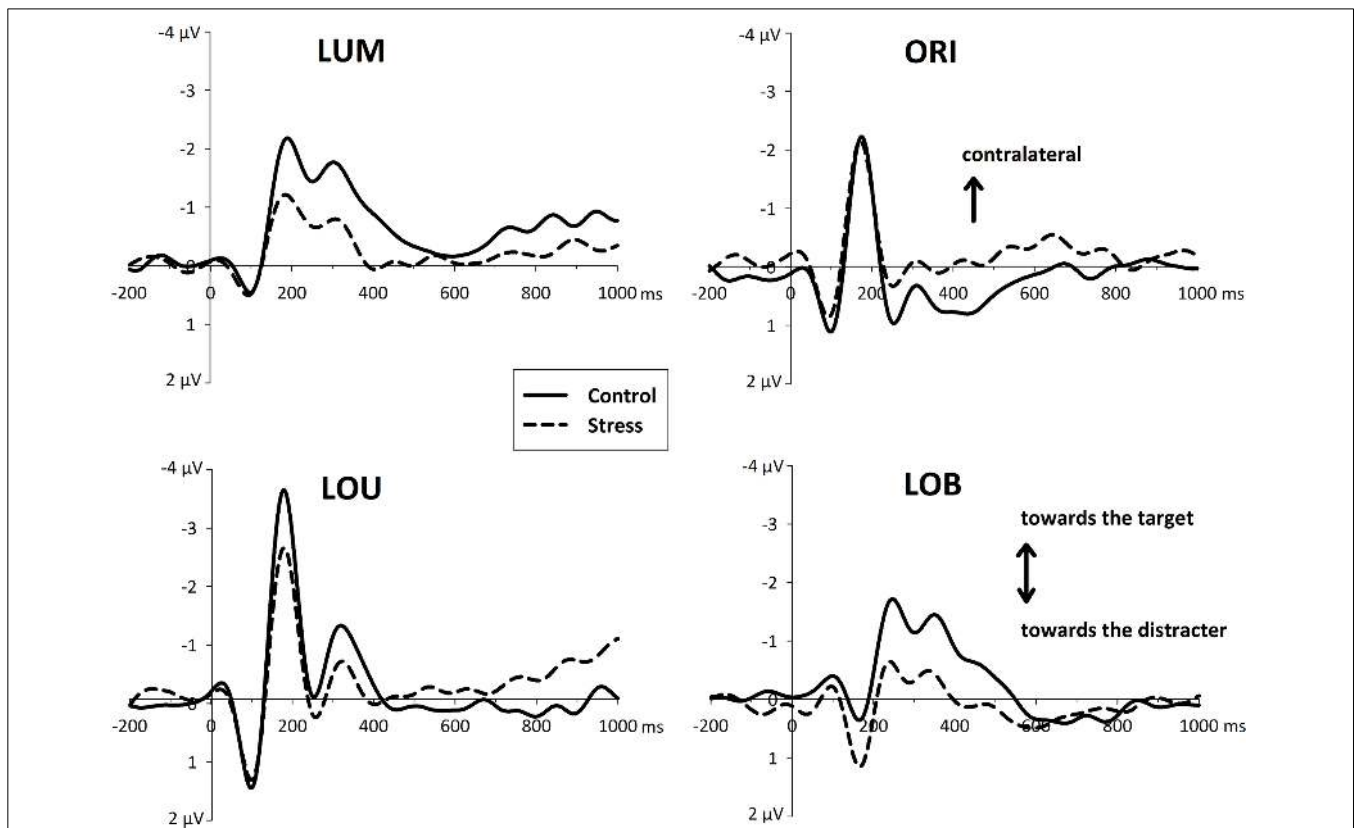 -4 µV
LUM
-3
-2
-1
0
-200 0 200 400 600 800 1000 ms
1
2 µV
-4 µV
ORI
-3
-2
contralateral
-1
0
-200 0 200 400 600 800 1000 ms
1
2 µV
Control
Stress
-4 µV
LOU
-3
-2
-1
-200 0 200 400 600 800 1000 ms
1
2 µV
-4 µV
LOB
towards the target
-3
-2
towards the distracter
-1
0
-200 0 200 400 600 800 1000 ms
1
2 µV